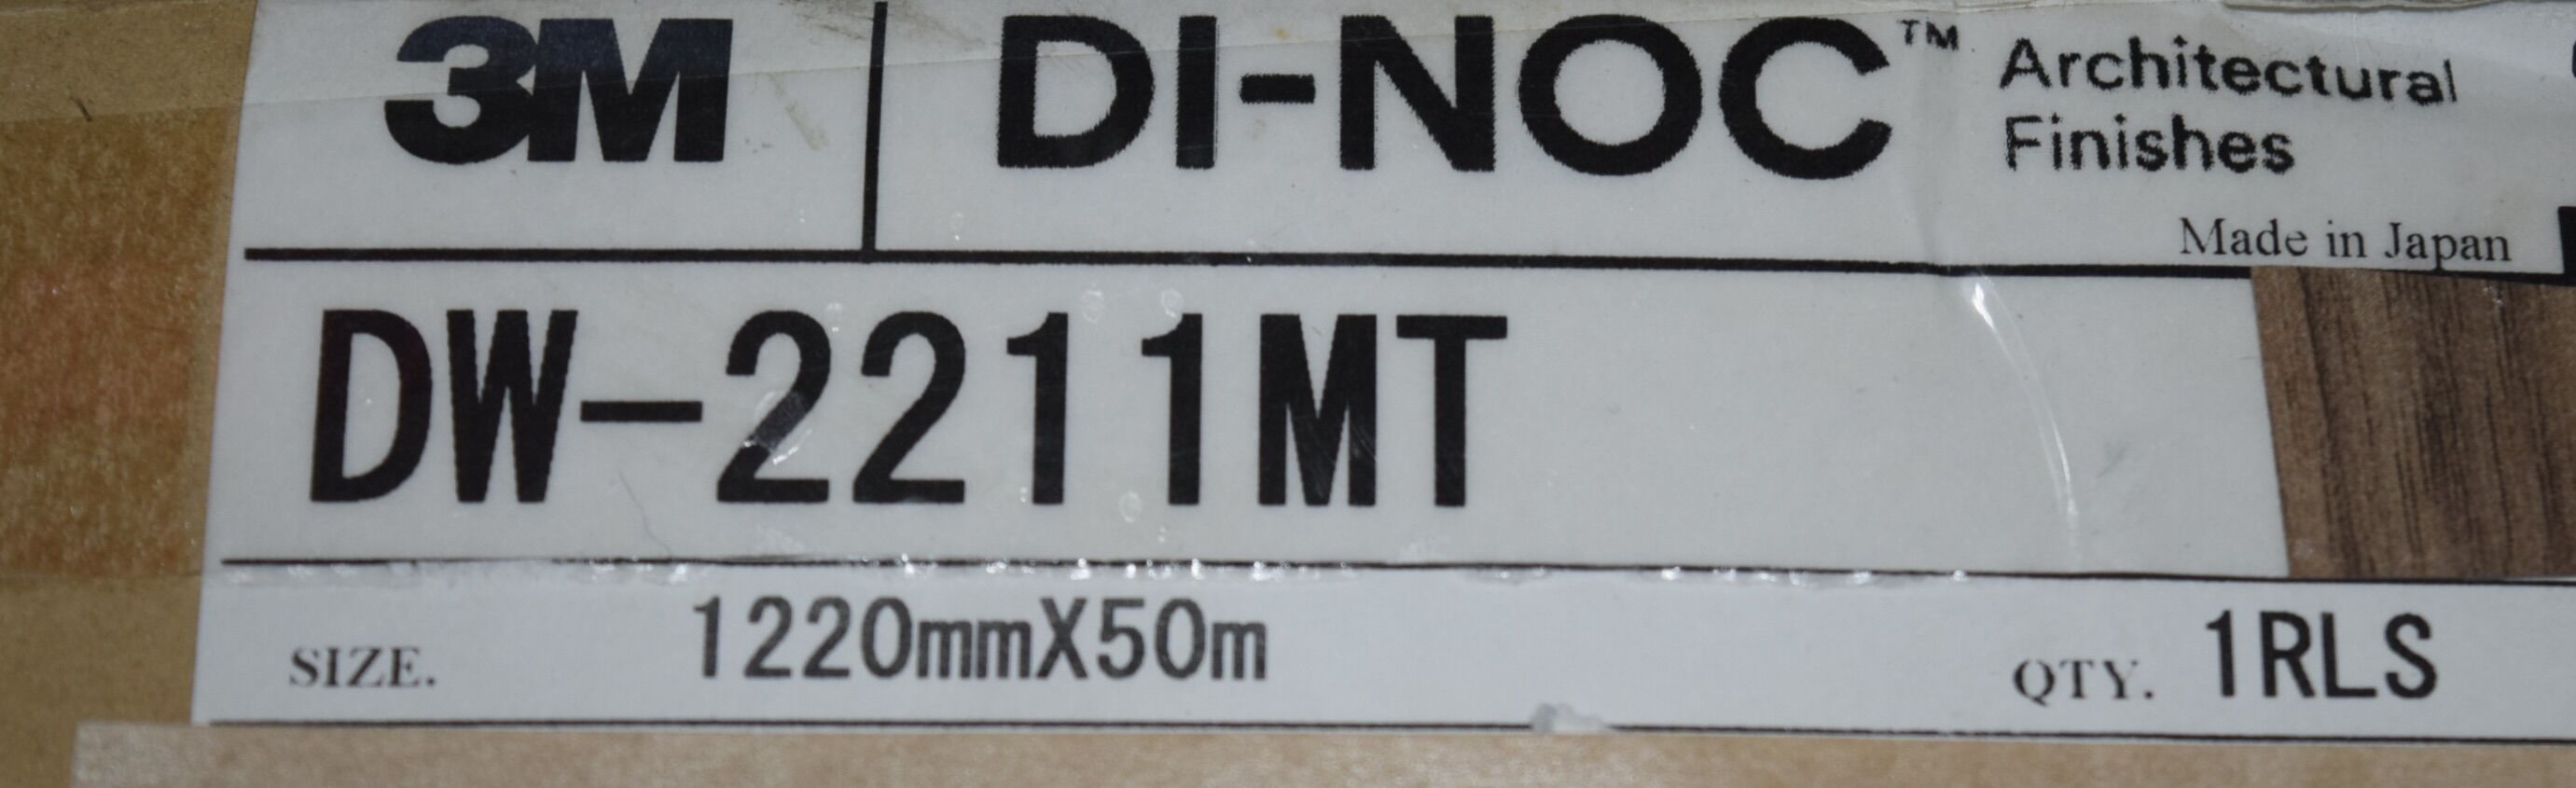 3M DI-NOC™ Architectural
Finishes
Made in Japan
DW-2211MT
SIZE. 1220mmX50m QTY. 1RLS